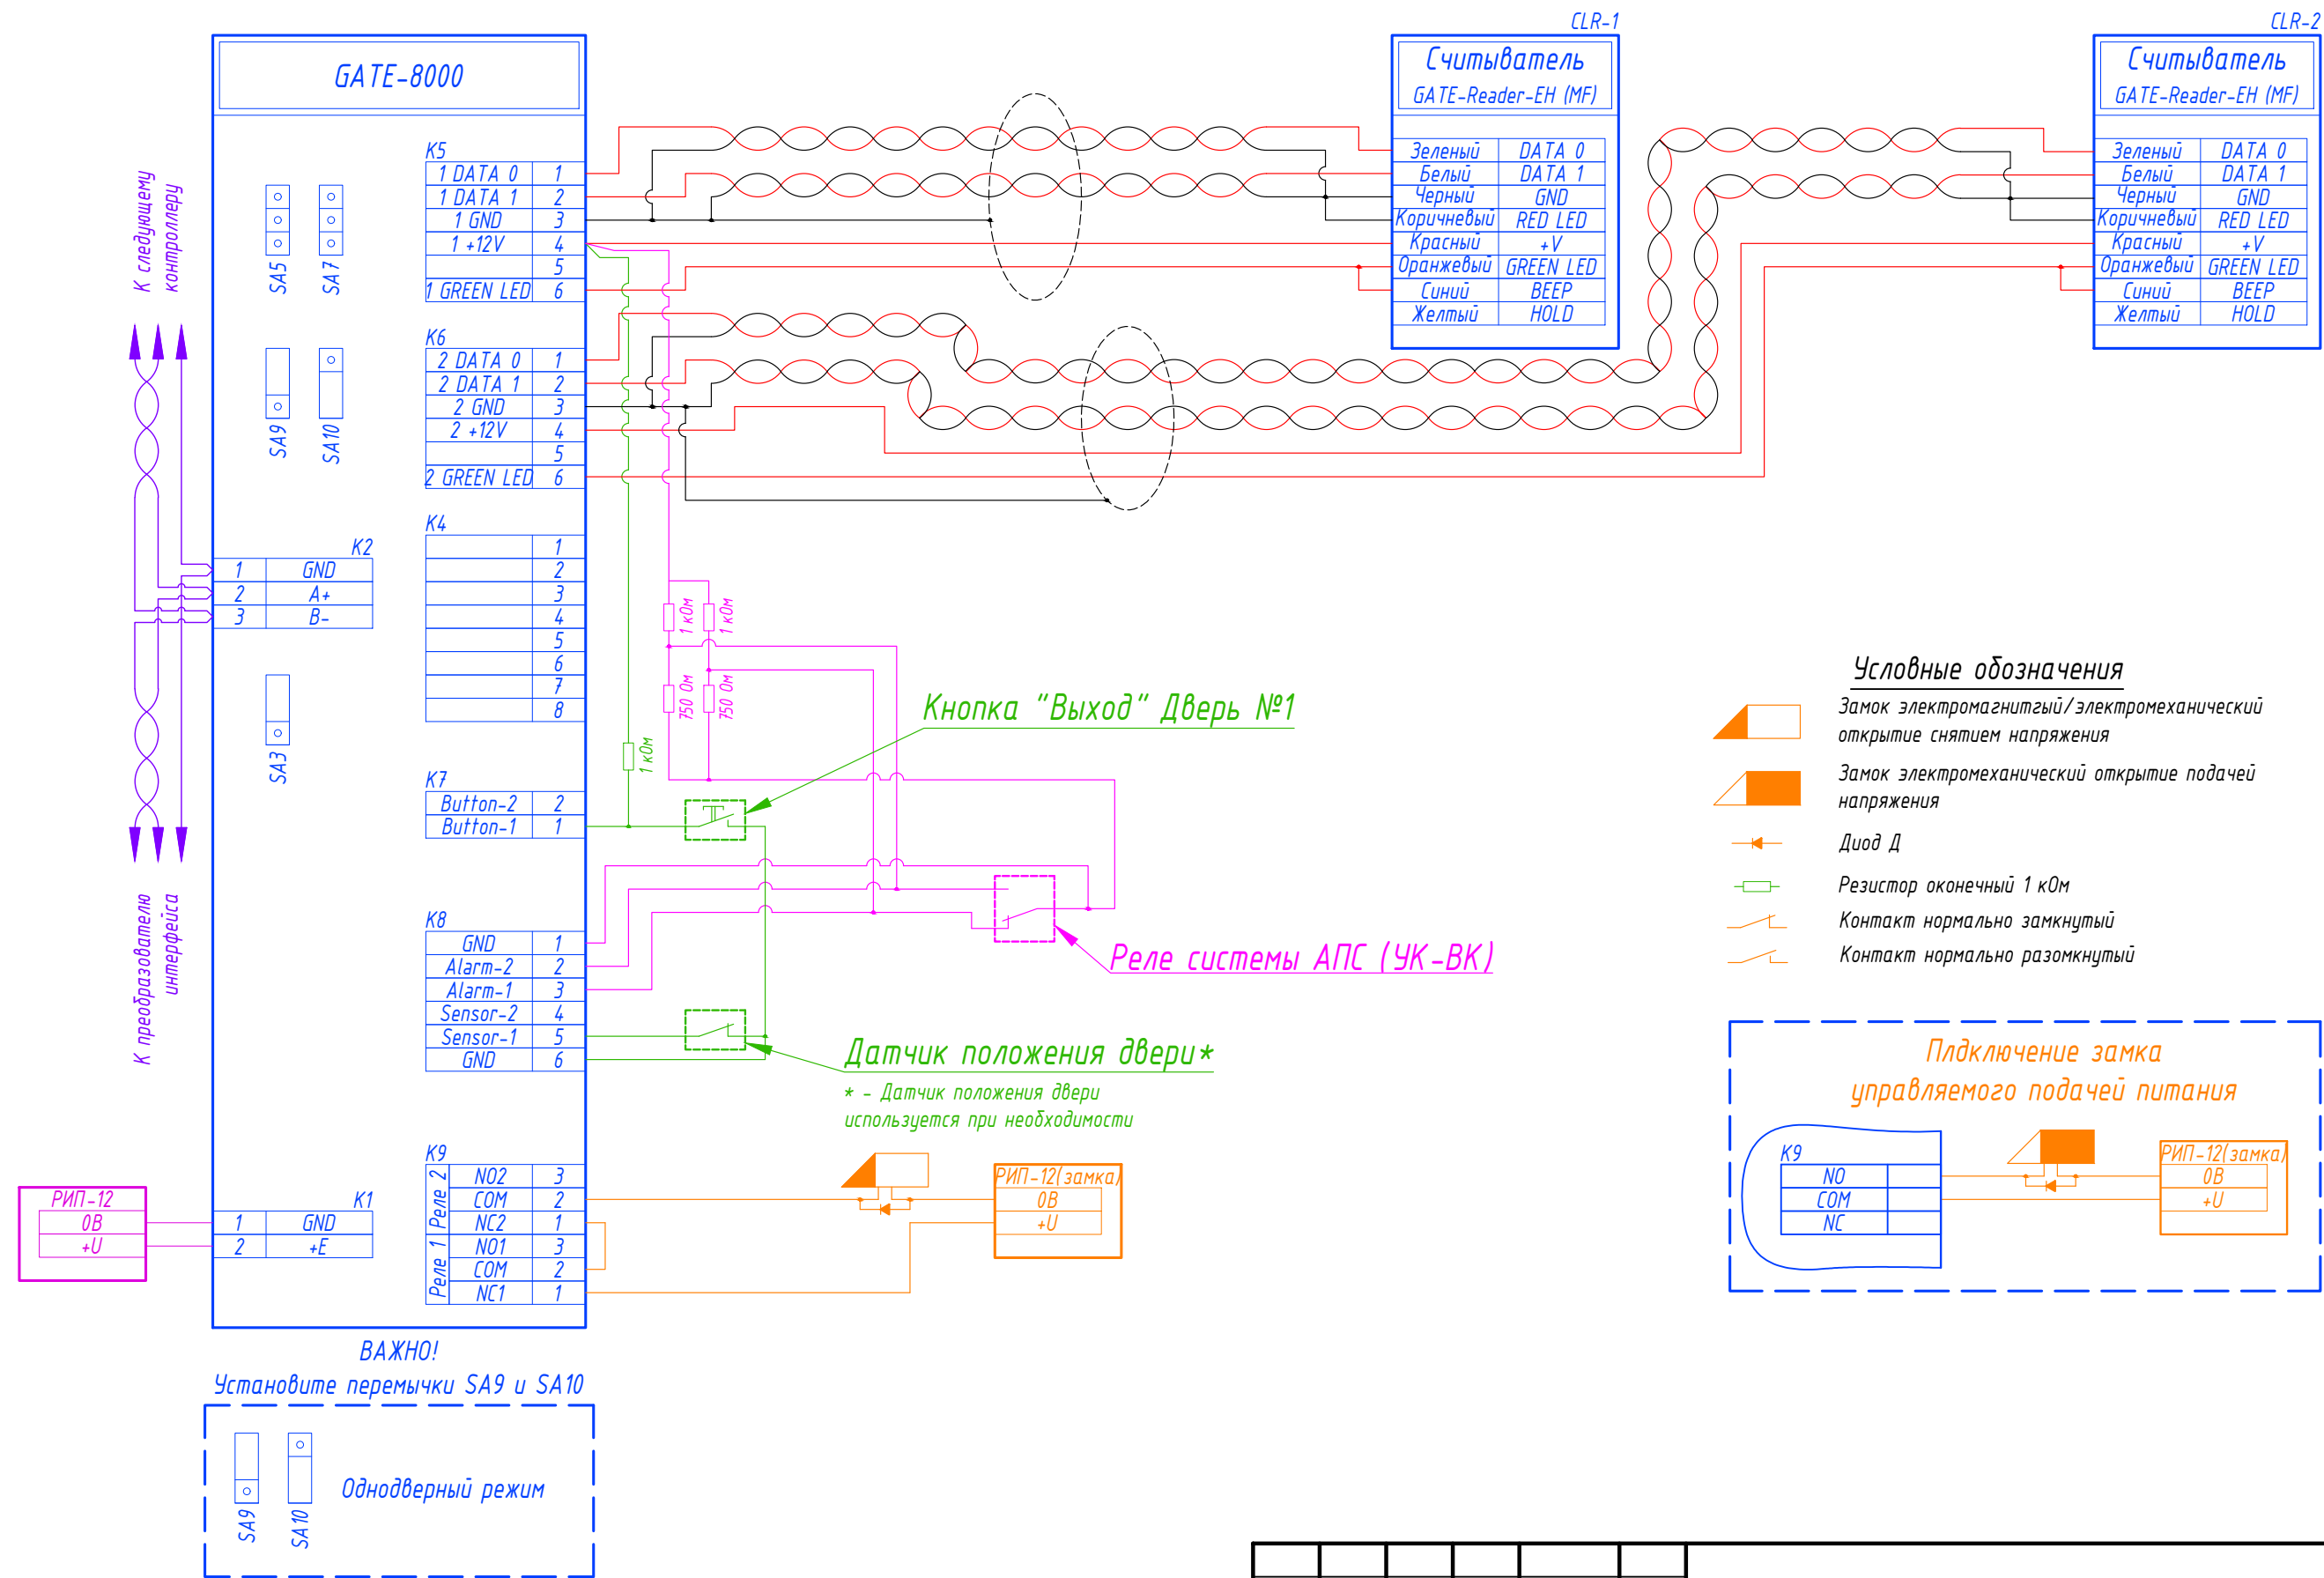 GATE-8000
К следующему
контроллеру
SA5
SA7
SA9
SA10
SA3
К преобразователю
интерфейса
K5
1 DATA 0 1
1 DATA 1 2
1 GND 3
1 +12V 4
5
1 GREEN LED 6
K6
2 DATA 0 1
2 DATA 1 2
2 GND 3
2 +12V 4
5
2 GREEN LED 6
K4
1
2
3
4
5
6
7
8
K2
1 GND
2 A+
3 B-
K7
Button-2 2
Button-1 1
K8
GND 1
Alarm-2 2
Alarm-1 3
Sensor-2 4
Sensor-1 5
GND 6
K9
Реле 2
NO2 3
COM 2
NC2 1
Реле 1
NO1 3
COM 2
NC1 1
K1
1 GND
2 +E
РИП-12
0В
+U
CLR-1
Считыватель
GATE-Reader-EH (MF)
Зеленый DATA 0
Белый DATA 1
Черный GND
Коричневый RED LED
Красный +V
Оранжевый GREEN LED
Синий BEEP
Желтый HOLD
CLR-2
Считыватель
GATE-Reader-EH (MF)
Зеленый DATA 0
Белый DATA 1
Черный GND
Коричневый RED LED
Красный +V
Оранжевый GREEN LED
Синий BEEP
Желтый HOLD
1 кОм
1 кОм
750 Ом
750 Ом
1 кОм
Кнопка "Выход" Дверь №1
Реле системы АПС (УК-ВК)
Датчик положения двери*
* - Датчик положения двери
используется при необходимости
РИП-12(замка)
0В
+U
Условные обозначения
Замок электромагнитгый/электромеханический
открытие снятием напряжения
Замок электромеханический открытие подачей
напряжения
Диод Д
Резистор оконечный 1 кОм
Контакт нормально замкнутый
Контакт нормально разомкнутый
Плдключение замка
управляемого подачей питания
K9
NO
COM
NC
РИП-12(замка)
0В
+U
ВАЖНО!
Установите перемычки SA9 и SA10
SA9
SA10
Однодверный режим